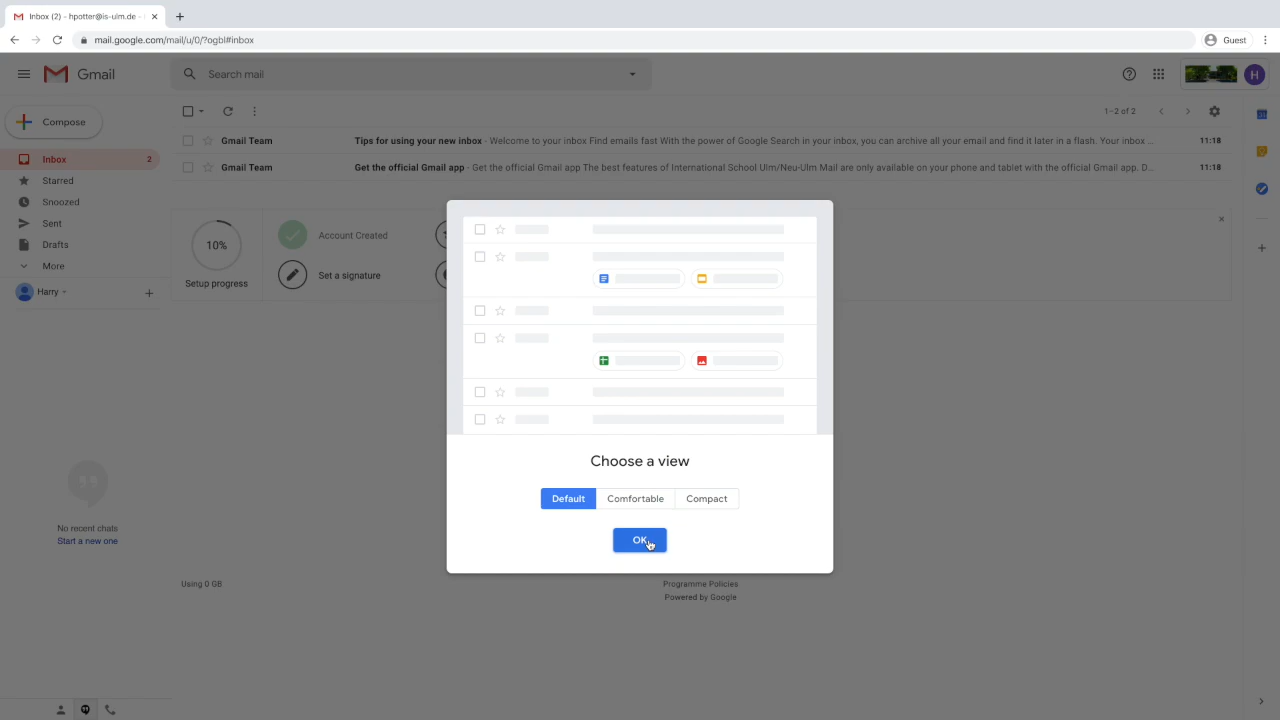 Inbox (2) - hpotter@is-ulm.de -
mail.google.com/mail/u/0/?ogbl#inbox
Guest
Gmail
Search mail
H
Compose
1–2 of 2
Gmail Team Tips for using your new inbox - Welcome to your inbox Find emails fast With the power of Google Search in your inbox, you can archive all your email and find it later in a flash. Your inbox ... 11:18
Inbox 2
Gmail Team Get the official Gmail app - Get the official Gmail app The best features of International School Ulm/Neu-Ulm Mail are only available on your phone and tablet with the official Gmail app. D... 11:18
Starred
Snoozed
Sent
Drafts
More
Harry
10%
Setup progress
Account Created
Set a signature
Choose a view
Default Comfortable Compact
OK
No recent chats
Start a new one
Using 0 GB
Programme Policies
Powered by Google